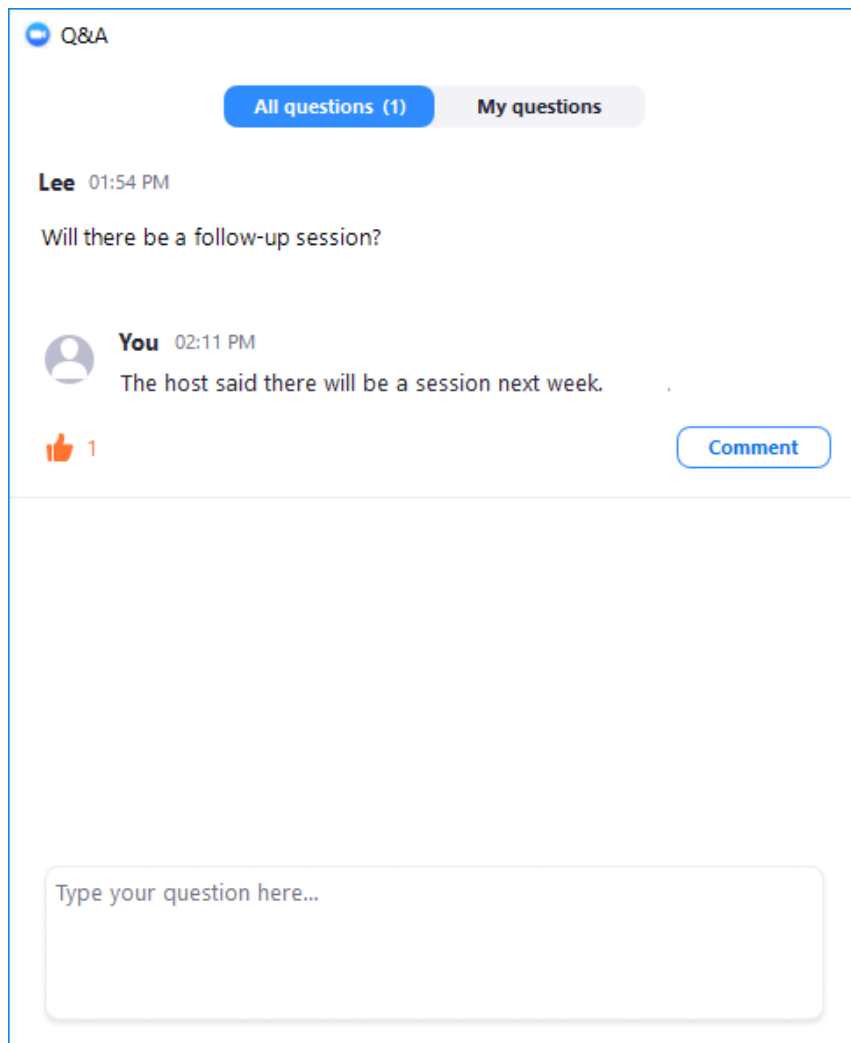 Q&A
All questions (1) My questions
Lee 01:54 PM
Will there be a follow-up session?
You 02:11 PM
The host said there will be a session next week.
1 Comment
Type your question here...